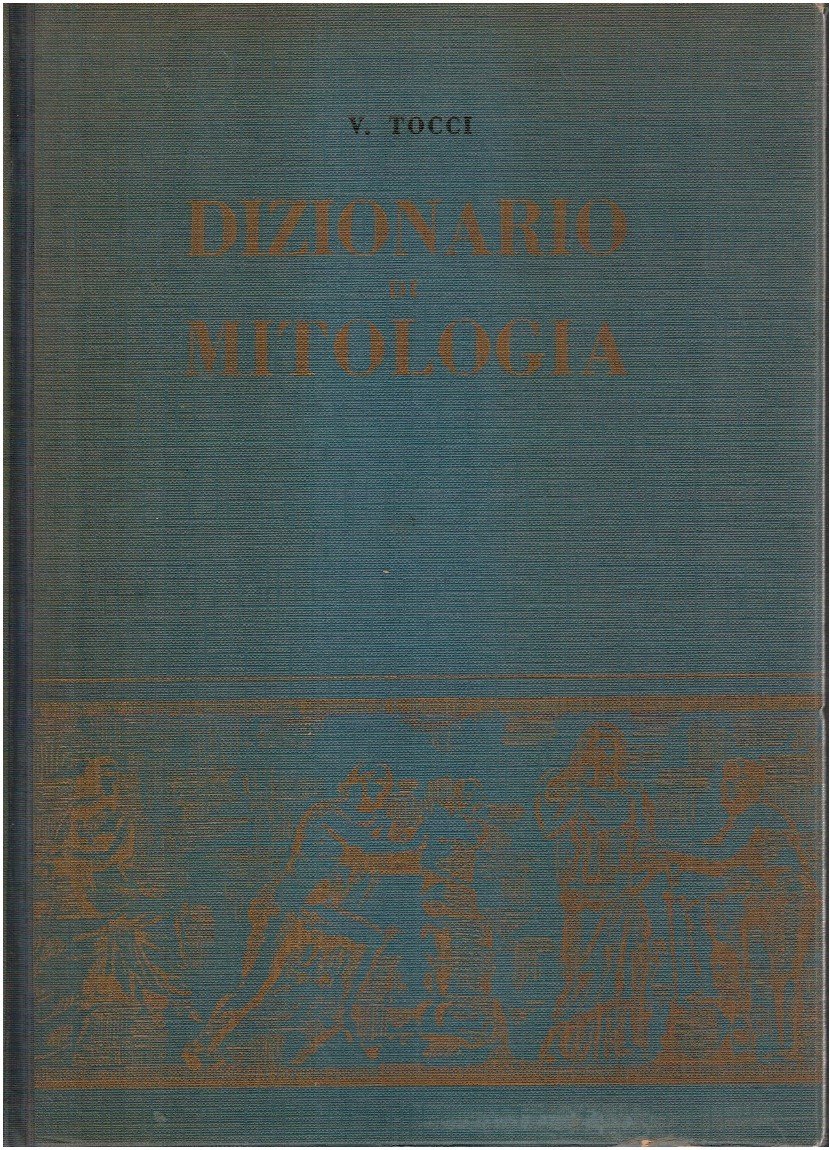 V. TOCCI
DIZIONARIO
DI
MITOLOGIA